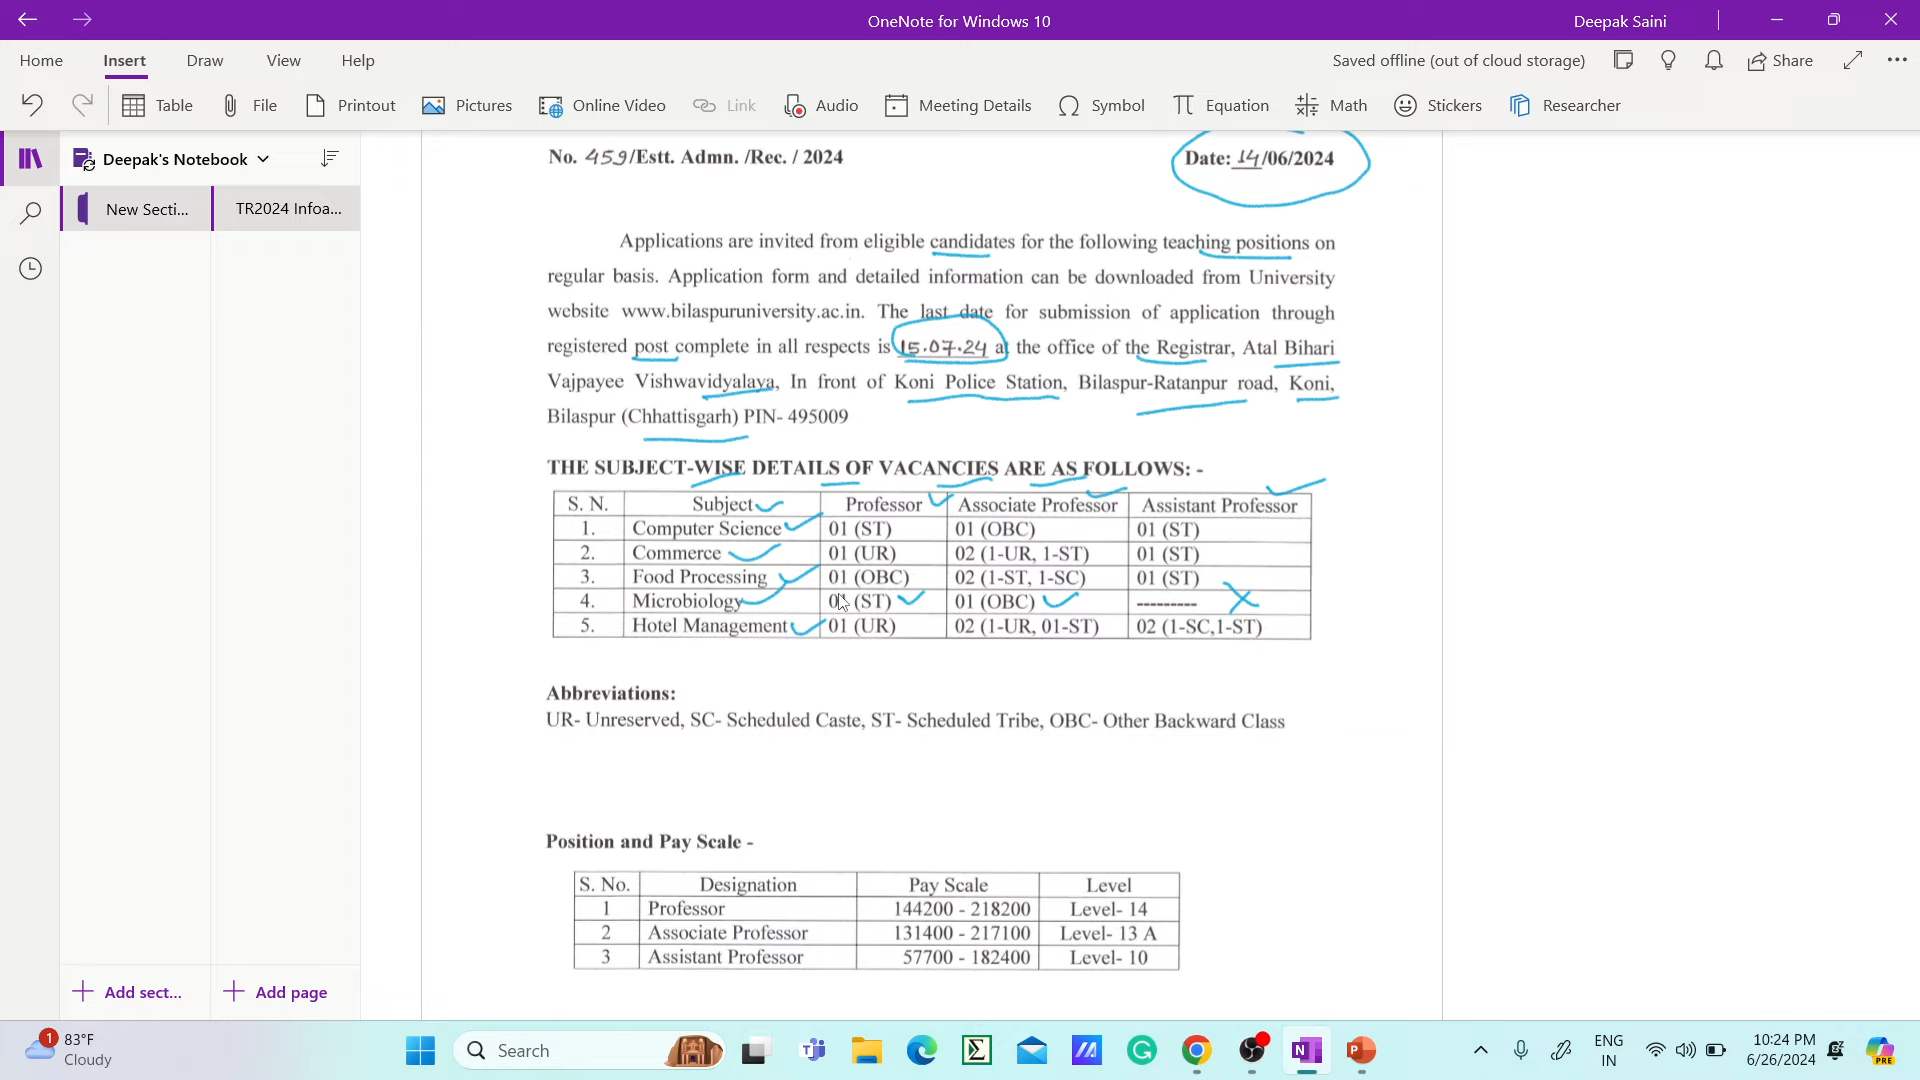 OneNote for Windows 10
Deepak Saini
Home Insert Draw View Help
Saved offline (out of cloud storage) Share
Table File Printout Pictures Online Video Link Audio Meeting Details Symbol Equation Math Stickers Researcher
Deepak's Notebook
New Secti... TR2024 Infoa...
No. 459/Estt. Admn. /Rec. / 2024 Date: 14/06/2024
Applications are invited from eligible candidates for the following teaching positions on
regular basis. Application form and detailed information can be downloaded from University
website www.bilaspuruniversity.ac.in. The last date for submission of application through
registered post complete in all respects is 15.07.24 at the office of the Registrar, Atal Bihari
Vajpayee Vishwavidyalaya, In front of Koni Police Station, Bilaspur-Ratanpur road, Koni,
Bilaspur (Chhattisgarh) PIN- 495009
THE SUBJECT-WISE DETAILS OF VACANCIES ARE AS FOLLOWS: -
S. N. Subject Professor Associate Professor Assistant Professor
1. Computer Science 01 (ST) 01 (OBC) 01 (ST)
2. Commerce 01 (UR) 02 (1-UR, 1-ST) 01 (ST)
3. Food Processing 01 (OBC) 02 (1-ST, 1-SC) 01 (ST)
4. Microbiology 01 (ST) 01 (OBC) ---------
5. Hotel Management 01 (UR) 02 (1-UR, 01-ST) 02 (1-SC,1-ST)
Abbreviations:
UR- Unreserved, SC- Scheduled Caste, ST- Scheduled Tribe, OBC- Other Backward Class
Position and Pay Scale -
S. No. Designation Pay Scale Level
1 Professor 144200 - 218200 Level- 14
2 Associate Professor 131400 - 217100 Level- 13 A
3 Assistant Professor 57700 - 182400 Level- 10
Add sect... Add page
1 83°F
Cloudy
Search
ENG
IN
10:24 PM
6/26/2024
PRE